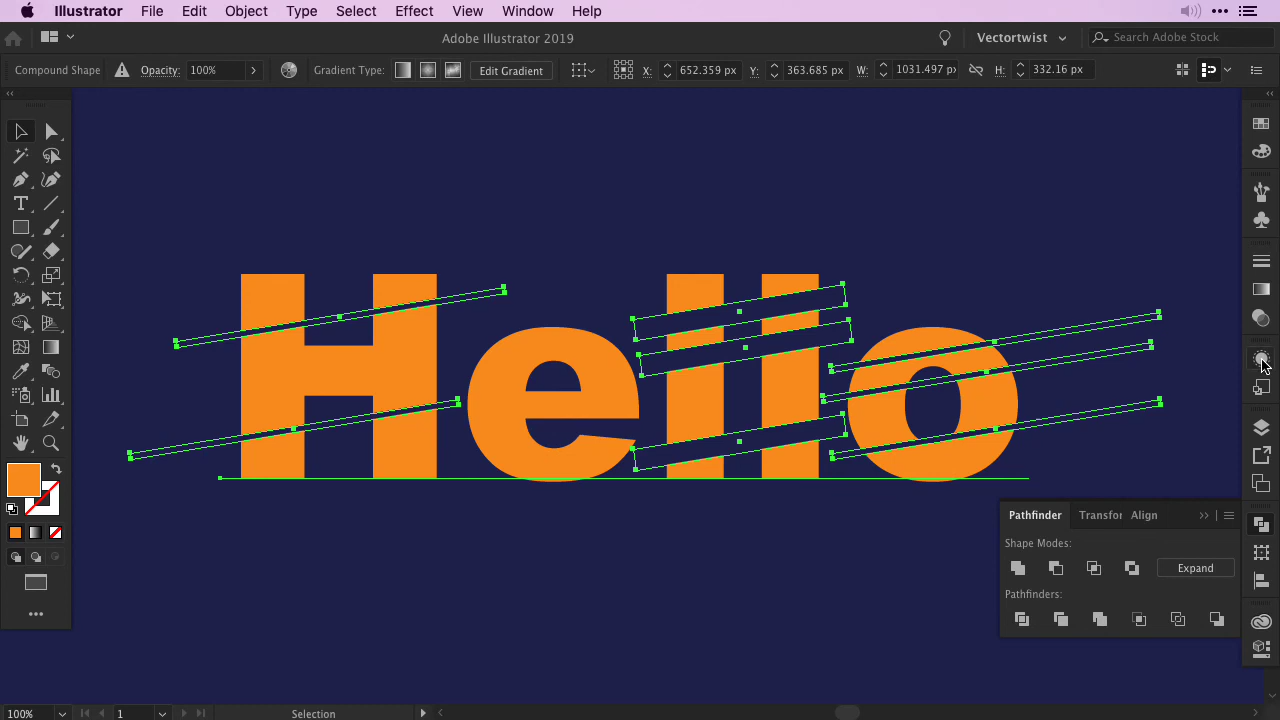 Illustrator File Edit Object Type Select Effect View Window Help
Adobe Illustrator 2019 Vectortwist Search Adobe Stock
Compound Shape Opacity: 100% Gradient Type: Edit Gradient X: 652.359 px Y: 363.685 px W: 1031.497 px H: 332.16 px
Hello
Pathfinder Transfor Align
Shape Modes:
Expand
Pathfinders:
100% 1 Selection